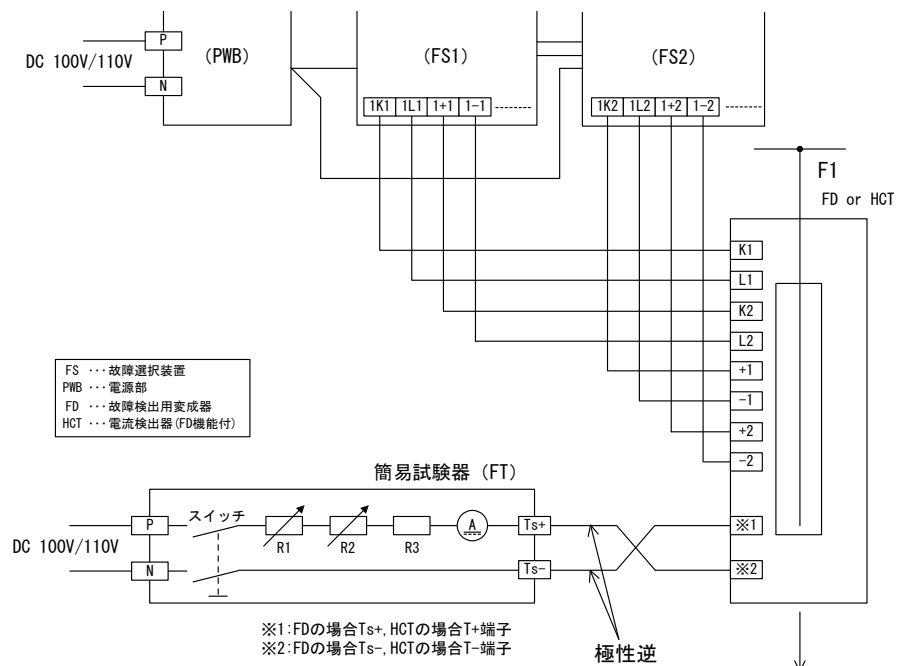 P
DC 100V/110V
N
(PWB)
(FS1)
(FS2)
1K1 1L1 1+1 1-1
1K2 1L2 1+2 1-2
F1
FD or HCT
K1
L1
K2
L2
+1
-1
+2
-2
※1
※2
FS ・・・故障選択装置
PWB ・・・電源部
FD ・・・故障検出用変成器
HCT ・・・電流検出器(FD機能付)
簡易試験器 (FT)
P
DC 100V/110V
N
スイッチ
R1
R2
R3
A
Ts+
Ts-
※1:FDの場合Ts+,HCTの場合T+端子
※2:FDの場合Ts-,HCTの場合T-端子
極性逆